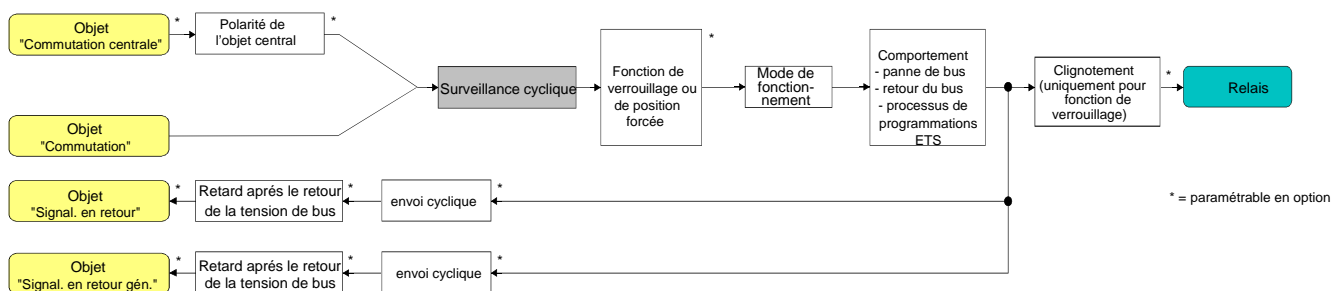 Objet
"Commutation centrale"
*
Polarité de
l'objet central
*
Surveillance cyclique
Fonction de
verrouillage ou
de position
forcée
*
Mode de
fonction-
nement
Comportement
- panne de bus
- retour du bus
- processus de
programmations
ETS
Clignotement
(uniquement pour
fonction de
verrouillage)
*
Relais
Objet
"Commutation"
Objet
"Signal. en retour"
*
Retard aprés le retour
de la tension de bus
*
envoi cyclique
*
* = paramétrable en option
Objet
"Signal. en retour gén."
*
Retard aprés le retour
de la tension de bus
*
envoi cyclique
*